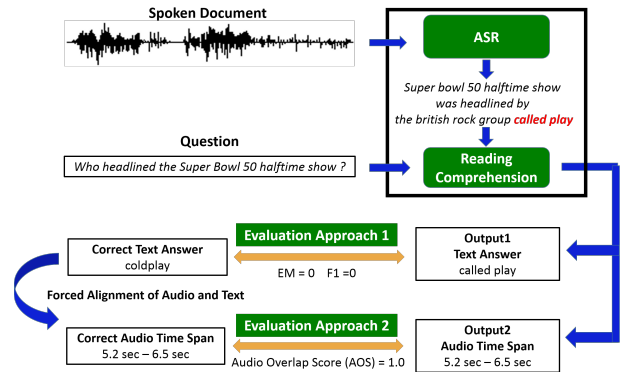 Spoken Document
ASR
Super bowl 50 halftime show
was headlined by
the british rock group called play
Question
Who headlined the Super Bowl 50 halftime show ?
Reading
Comprehension
Correct Text Answer
coldplay
Evaluation Approach 1
EM = 0 F1 =0
Output1
Text Answer
called play
Forced Alignment of Audio and Text
Correct Audio Time Span
5.2 sec – 6.5 sec
Evaluation Approach 2
Audio Overlap Score (AOS) = 1.0
Output2
Audio Time Span
5.2 sec – 6.5 sec